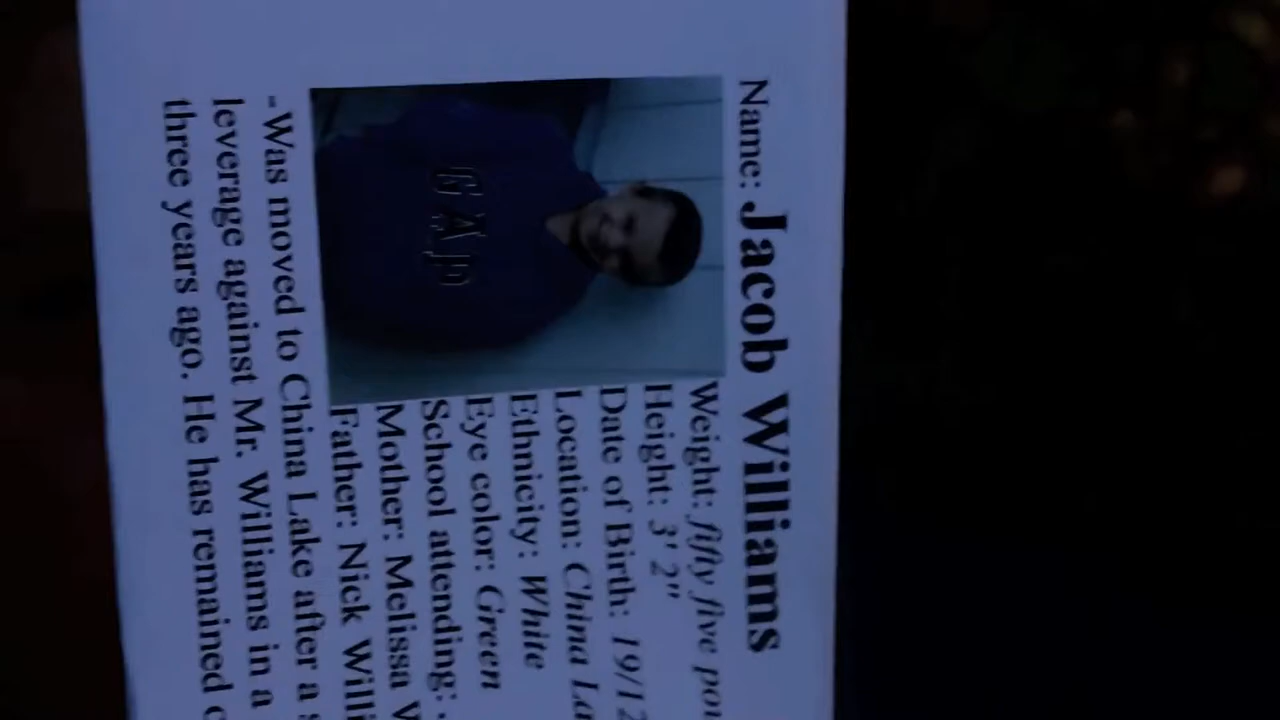 Name: Jacob Williams
GAP
Weight: fifty five
Height: 3' 2"
Date of Birth: 19/12
Location: China
Ethnicity: White
Eye color: Green
School attending:
Mother: Melissa
Father: Nick
-Was moved to China Lake after a
leverage against Mr. Williams in a
three years ago. He has remained